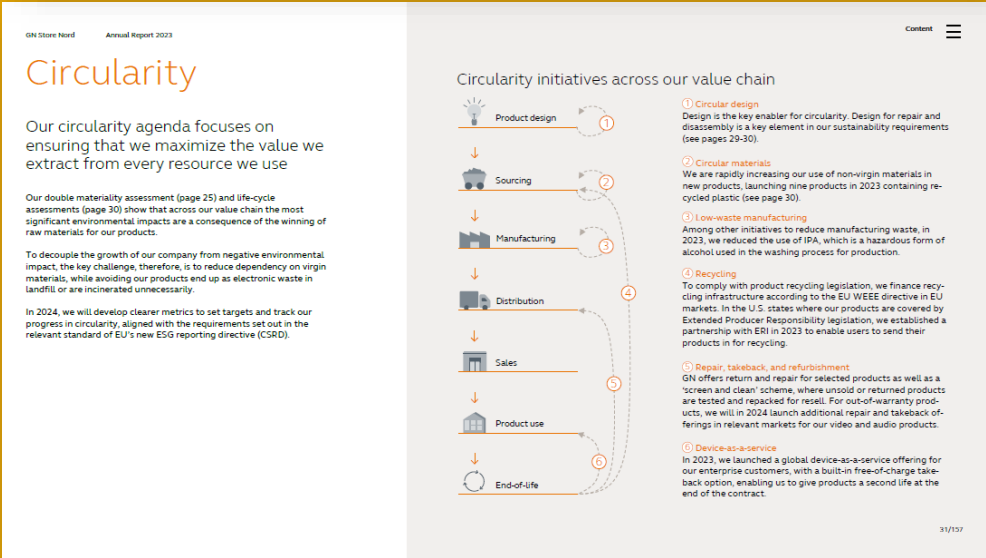 GN Store Nord Annual Report 2023
Content
Circularity
Our circularity agenda focuses on
ensuring that we maximize the value we
extract from every resource we use
Our double materiality assessment (page 25) and life-cycle
assessments (page 30) show that across our value chain the most
significant environmental impacts are a consequence of the winning of
raw materials for our products.
To decouple the growth of our company from negative environmental
impact, the key challenge, therefore, is to reduce dependency on virgin
materials, while avoiding our products end up as electronic waste in
landfill or are incinerated unnecessarily.
In 2024, we will develop clearer metrics to set targets and track our
progress in circularity, aligned with the requirements set out in the
relevant standard of EU's new ESG reporting directive (CSRD).
Circularity initiatives across our value chain
Product design
1
Sourcing
2
Manufacturing
3
4
Distribution
Sales
5
Product use
6
End-of-life
1 Circular design
Design is the key enabler for circularity. Design for repair and
disassembly is a key element in our sustainability requirements
(see pages 29-30).
2 Circular materials
We are rapidly increasing our use of non-virgin materials in
new products, launching nine products in 2023 containing re-
cycled plastic (see page 30).
3 Low-waste manufacturing
Among other initiatives to reduce manufacturing waste, in
2023, we reduced the use of IPA, which is a hazardous form of
alcohol used in the washing process for production.
4 Recycling
To comply with product recycling legislation, we finance recy-
cling infrastructure according to the EU WEEE directive in EU
markets. In the U.S. states where our products are covered by
Extended Producer Responsibility legislation, we established a
partnership with ERI in 2023 to enable users to send their
products in for recycling.
5 Repair, takeback, and refurbishment
GN offers return and repair for selected products as well as a
'screen and clean' scheme, where unsold or returned products
are tested and repacked for resell. For out-of-warranty prod-
ucts, we will in 2024 launch additional repair and takeback of-
ferings in relevant markets for our video and audio products.
6 Device-as-a-service
In 2023, we launched a global device-as-a-service offering for
our enterprise customers, with a built-in free-of-charge take-
back option, enabling us to give products a second life at the
end of the contract.
31/157